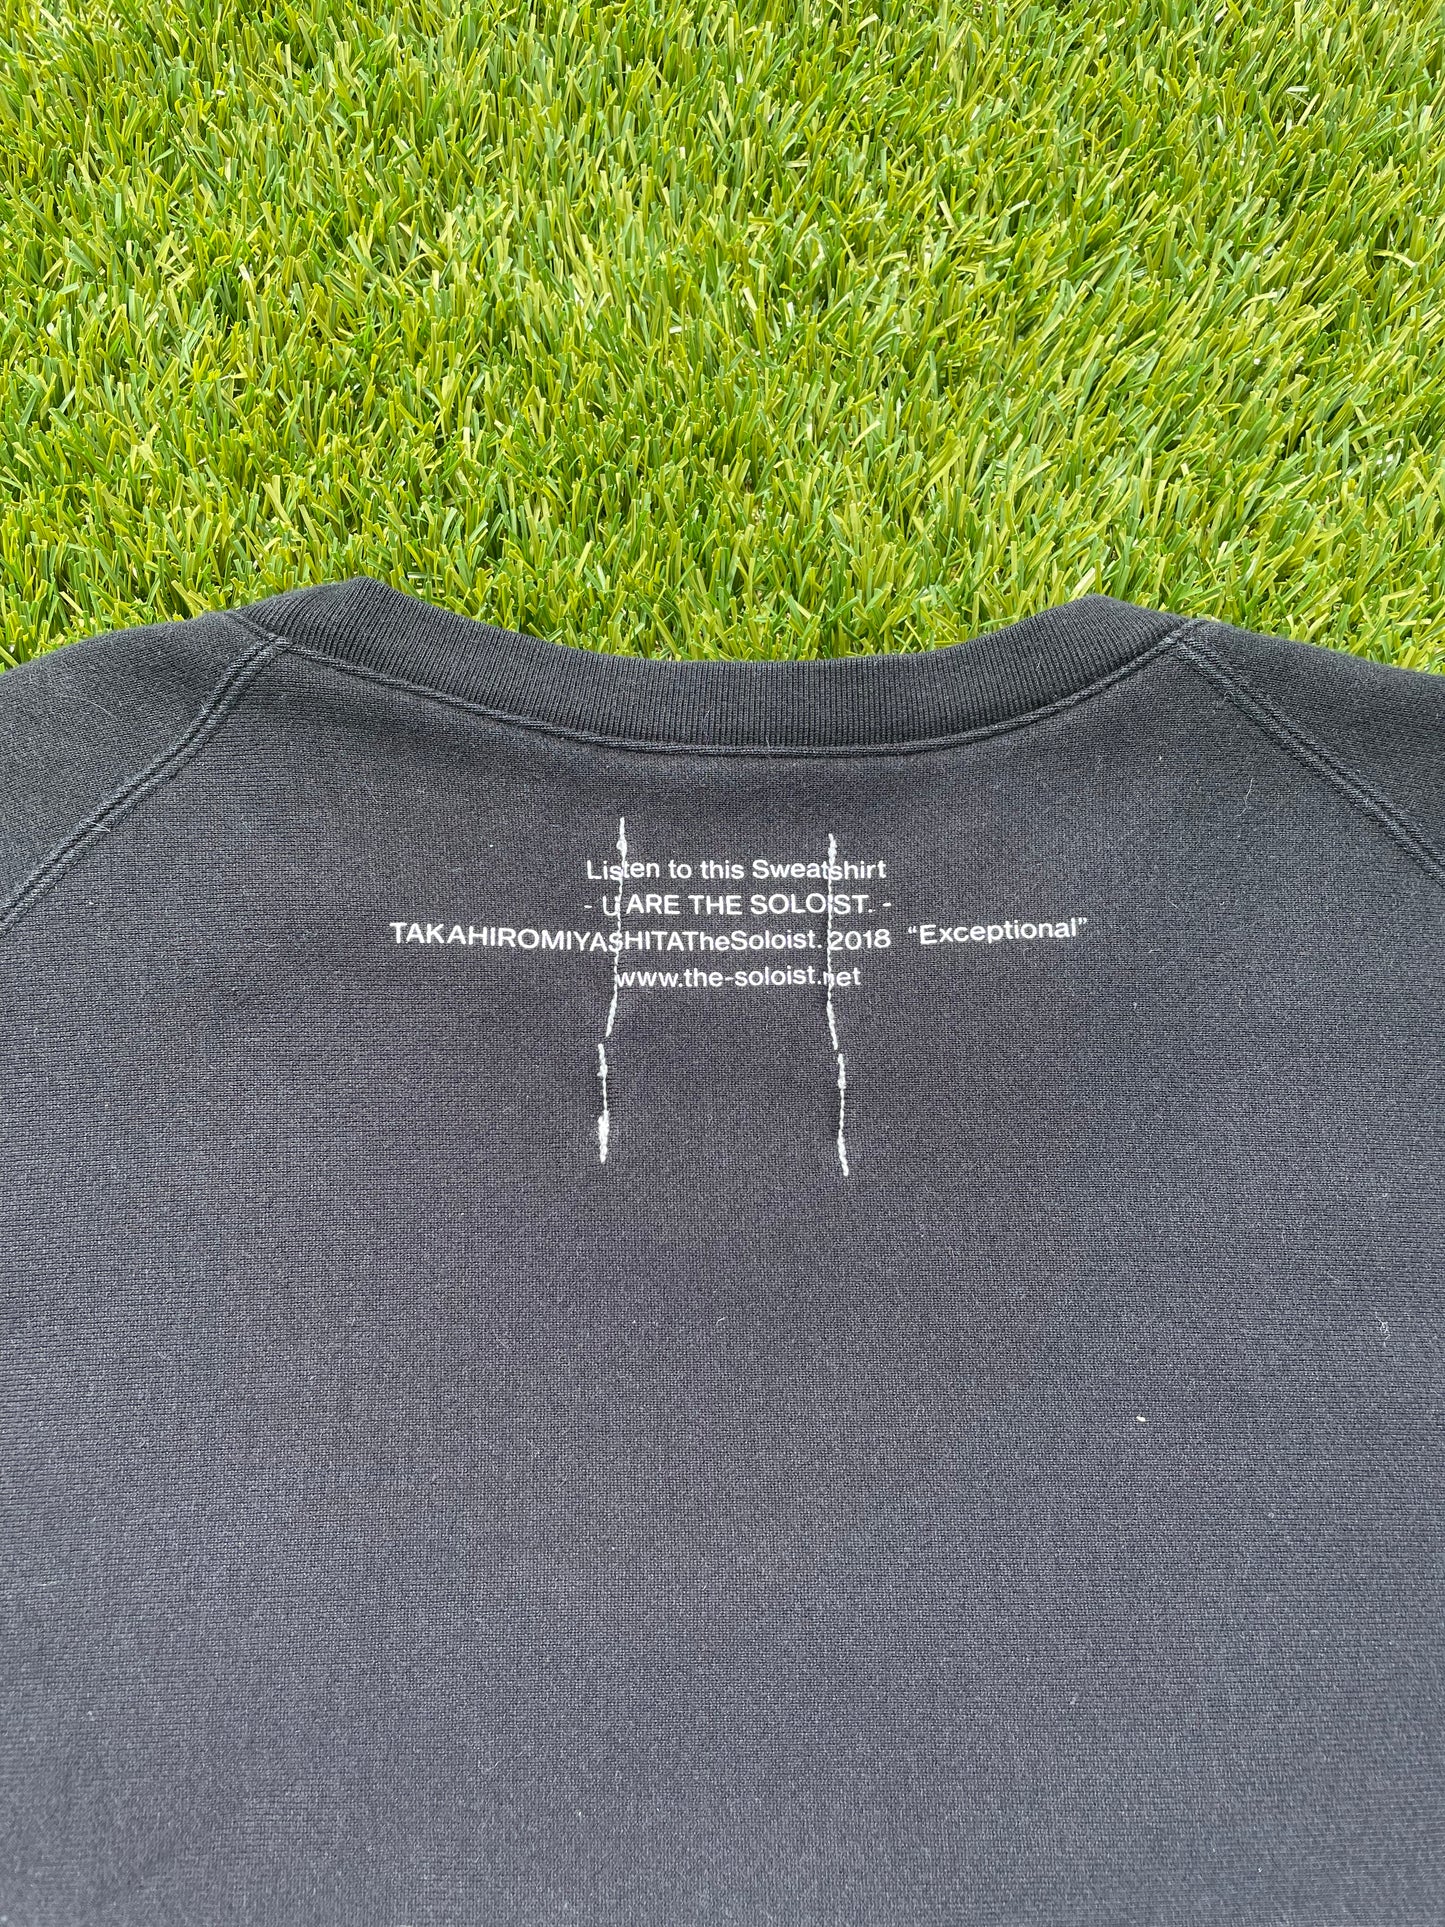 Listen to this Sweatshirt
- U ARE THE SOLOIST. -
TAKAHIROMIYASHITATheSoloist. 2018 “Exceptional”
www.the-soloist.net